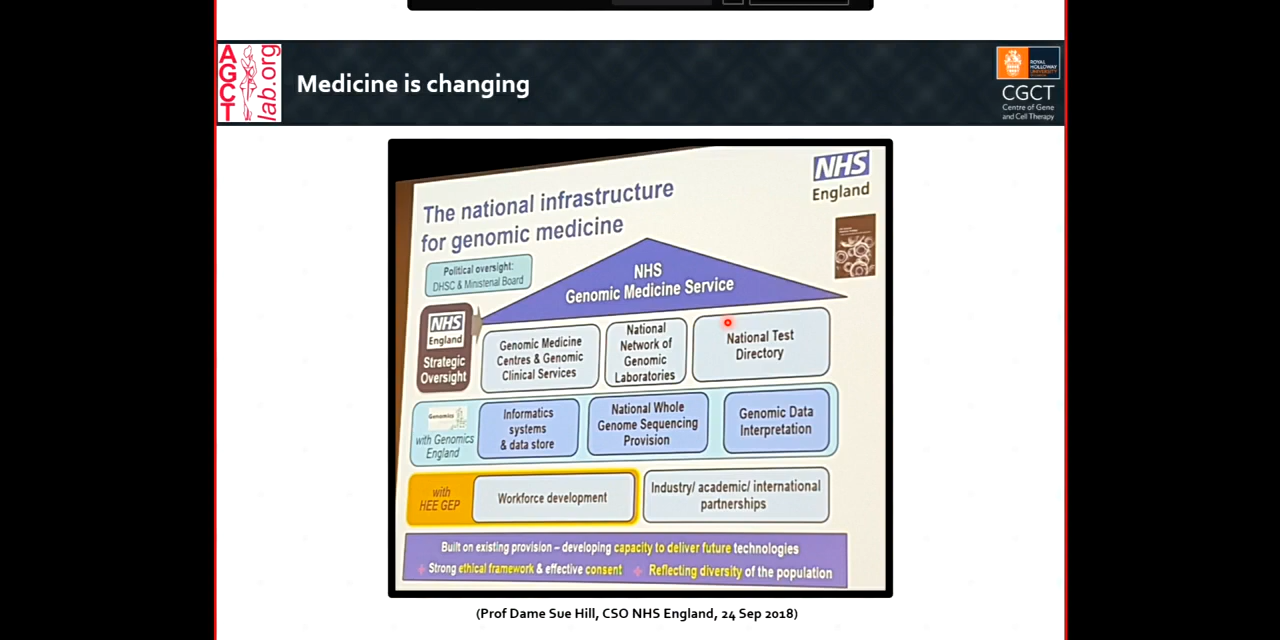 AGCT
lab.org
Medicine is changing
ROYAL
HOLLOWAY
UNIVERSITY
CGCT
Centre of Gene
and Cell Therapy
NHS
England
The national infrastructure
for genomic medicine
Political oversight:
DHSC & Ministerial Board
NHS
Genomic Medicine Service
NHS
England
Strategic
Oversight
Genomic Medicine
Centres & Genomic
Clinical Services
National
Network of
Genomic
Laboratories
National Test
Directory
Genomics
with Genomics
England
Informatics
systems
& data store
National Whole
Genome Sequencing
Provision
Genomic Data
Interpretation
with
HEE GEP
Workforce development
Industry/ academic/ international
partnerships
Built on existing provision – developing capacity to deliver future technologies
+ Strong ethical framework & effective consent + Reflecting diversity of the population
(Prof Dame Sue Hill, CSO NHS England, 24 Sep 2018)